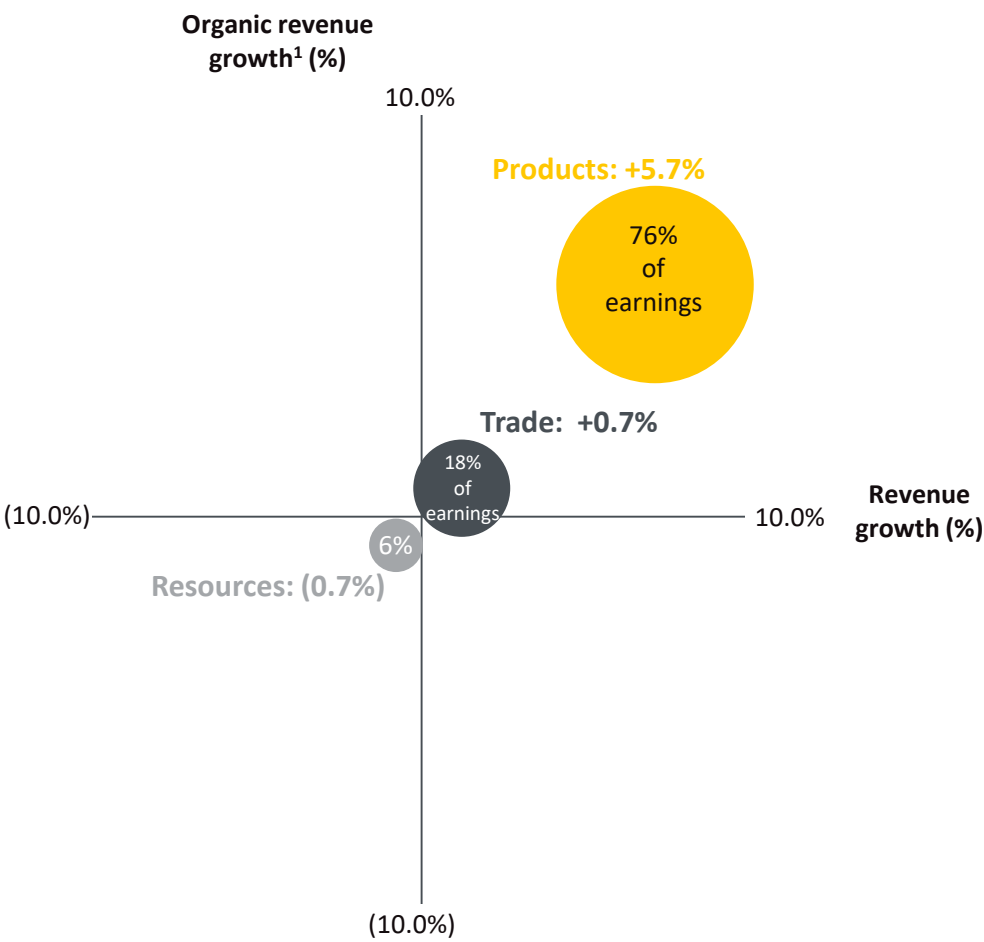 Organic revenue
growth¹ (%)
10.0%
Products: +5.7%
76%
of
earnings
Trade:  +0.7%
18%
of
earnings
(10.0%)
10.0%
Revenue
growth (%)
6%
Resources: (0.7%)
(10.0%)